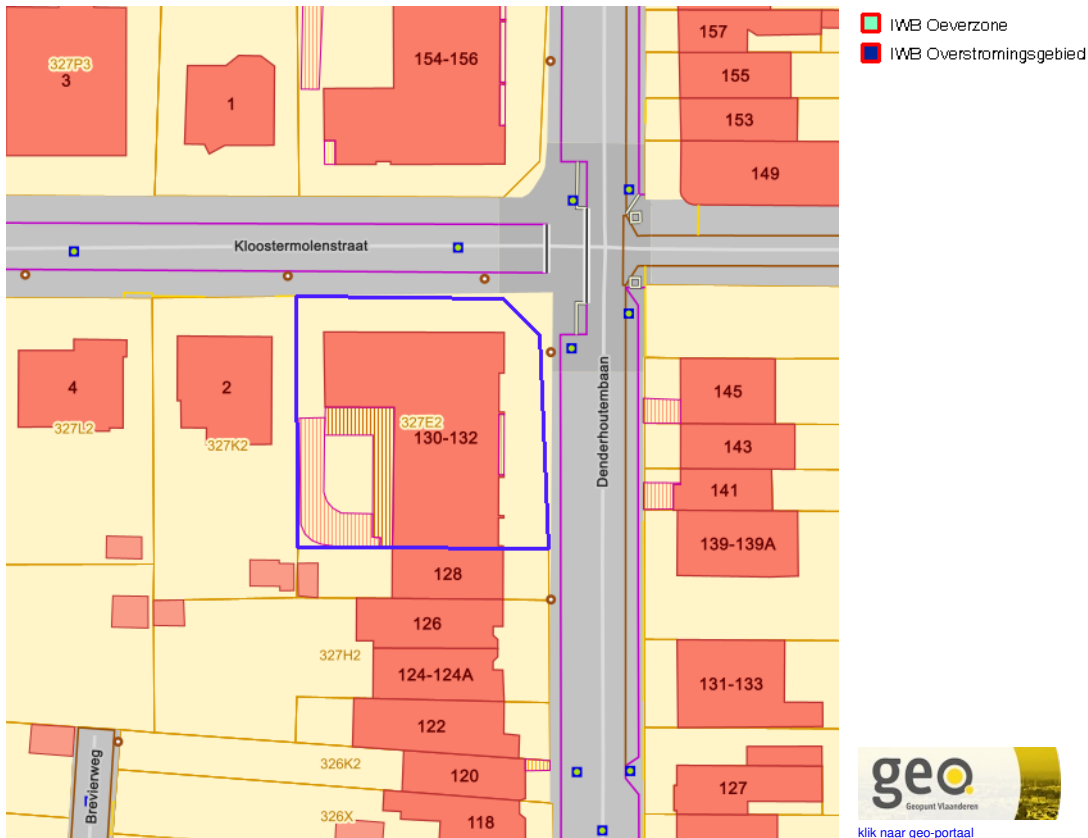 IWB Oeverzone
IWB Overstromingsgebied
327P3
3
1
154-156
157
155
153
149
Kloostermolenstraat
Denderhoutembaan
4
327L2
2
327K2
327E2
130-132
145
143
141
139-139A
128
126
327H2
124-124A
131-133
122
326K2
120
127
Brevierweg
326X
118
geo.
Geopunt Vlaanderen
klik naar geo-portaal